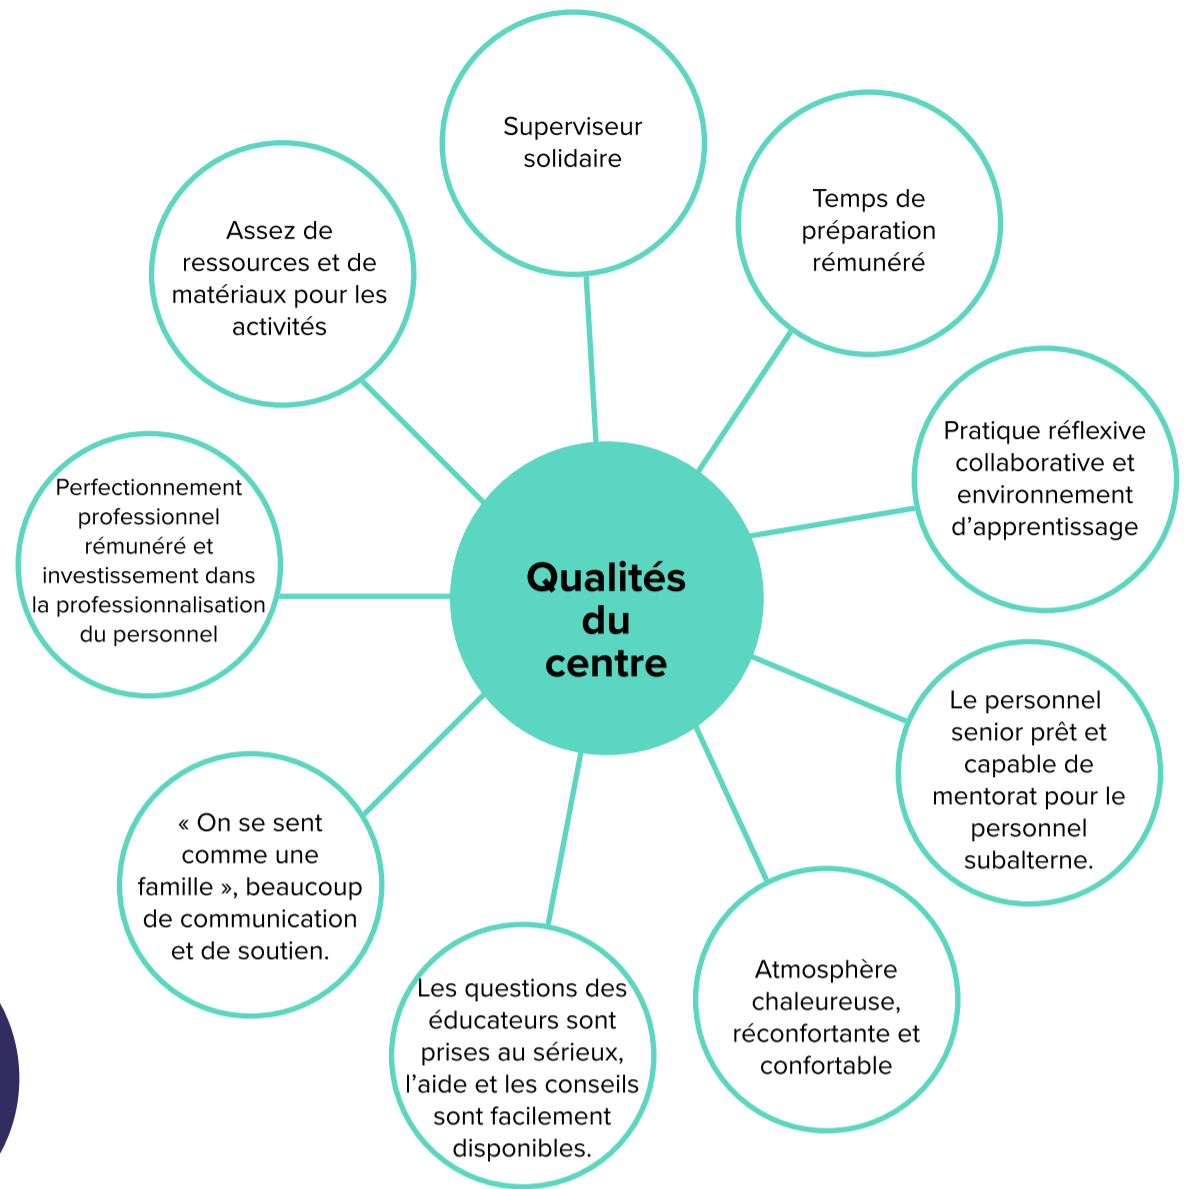 Superviseur
solidaire
Temps de
préparation
rémunéré
Pratique réflexive
collaborative et
environnement
d’apprentissage
Le personnel
senior prêt et
capable de
mentorat pour le
personnel
subalterne.
Atmosphère
chaleureuse,
réconfortante et
confortable
Les questions des
éducateurs sont
prises au sérieux,
l’aide et les conseils
sont facilement
disponibles.
« On se sent
comme une
famille », beaucoup
de communication
et de soutien.
Perfectionnement
professionnel
rémunéré et
investissement dans
la professionnalisation
du personnel
Assez de
ressources et de
matériaux pour les
activités
Qualités
du
centre